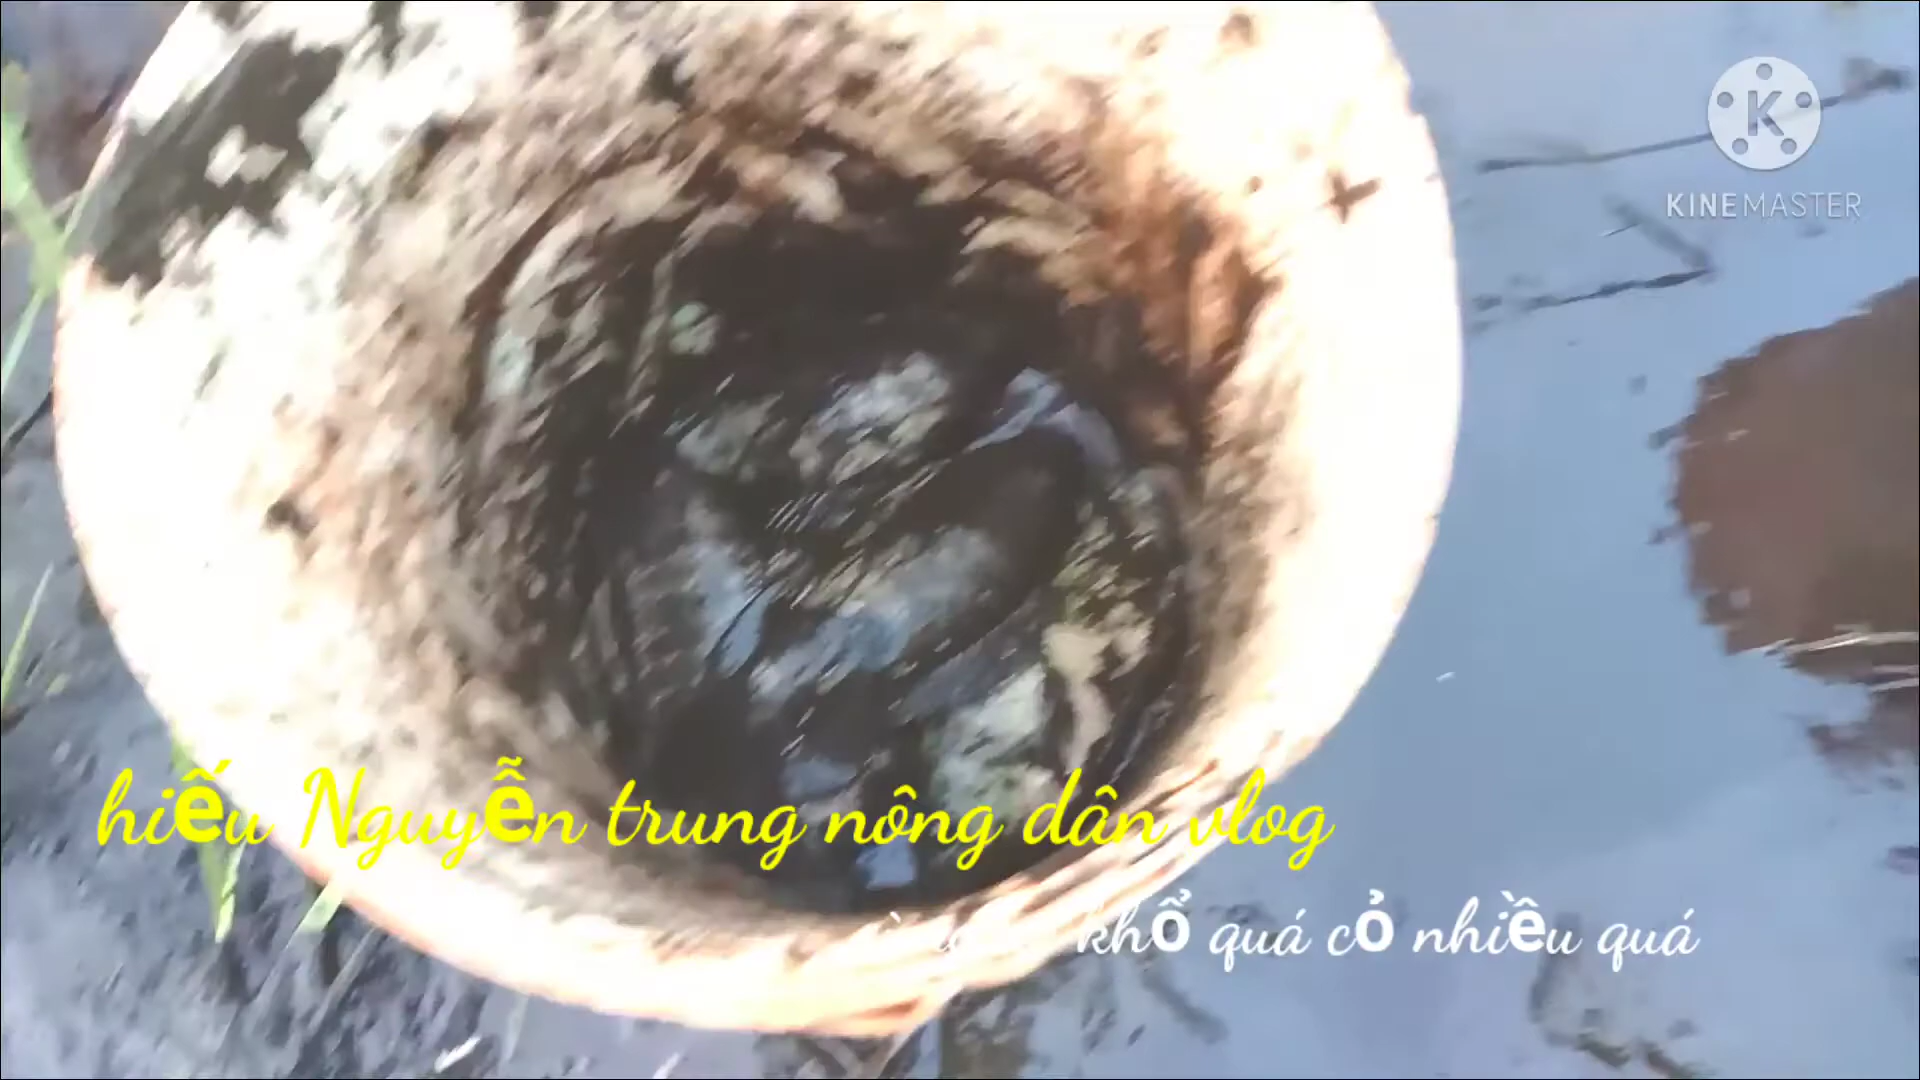 KINEMASTER
hiếu Nguyễn trung nông dân vlog
khổ quá cỏ nhiều quá